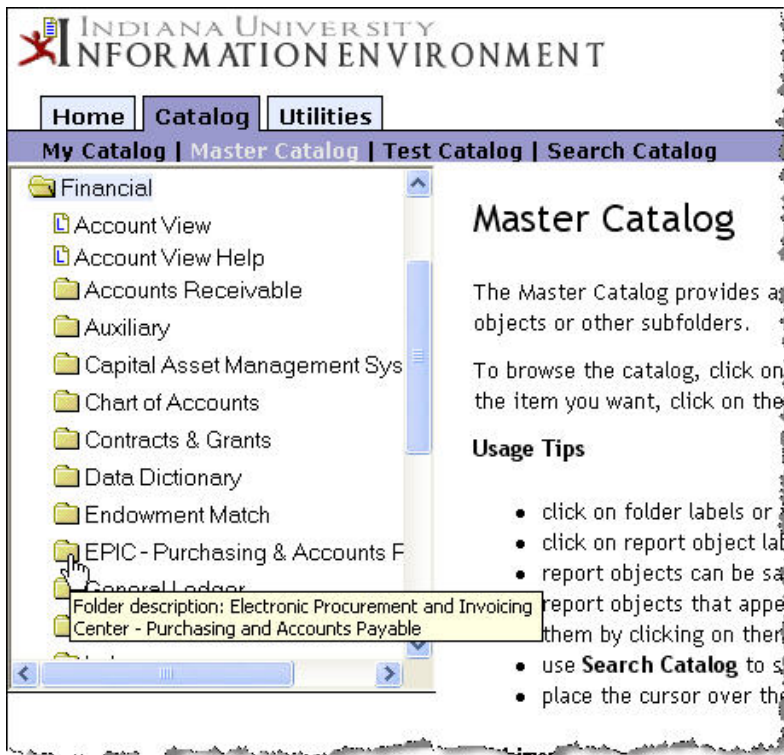 INDIANA UNIVERSITY
INFORMATION ENVIRONMENT
Home Catalog Utilities
My Catalog | Master Catalog | Test Catalog | Search Catalog
Financial
Account View
Account View Help
Accounts Receivable
Auxiliary
Capital Asset Management Sys
Chart of Accounts
Contracts & Grants
Data Dictionary
Endowment Match
EPIC - Purchasing & Accounts
General Ledger
Folder description: Electronic Procurement and Invoicing
Center - Purchasing and Accounts Payable
Master Catalog
The Master Catalog provides
objects or other subfolders.
To browse the catalog, click on
the item you want, click on the
Usage Tips
• click on folder labels or
• click on report object
• report objects can be
• report objects that
them by clicking on
• use Search Catalog to
• place the cursor over